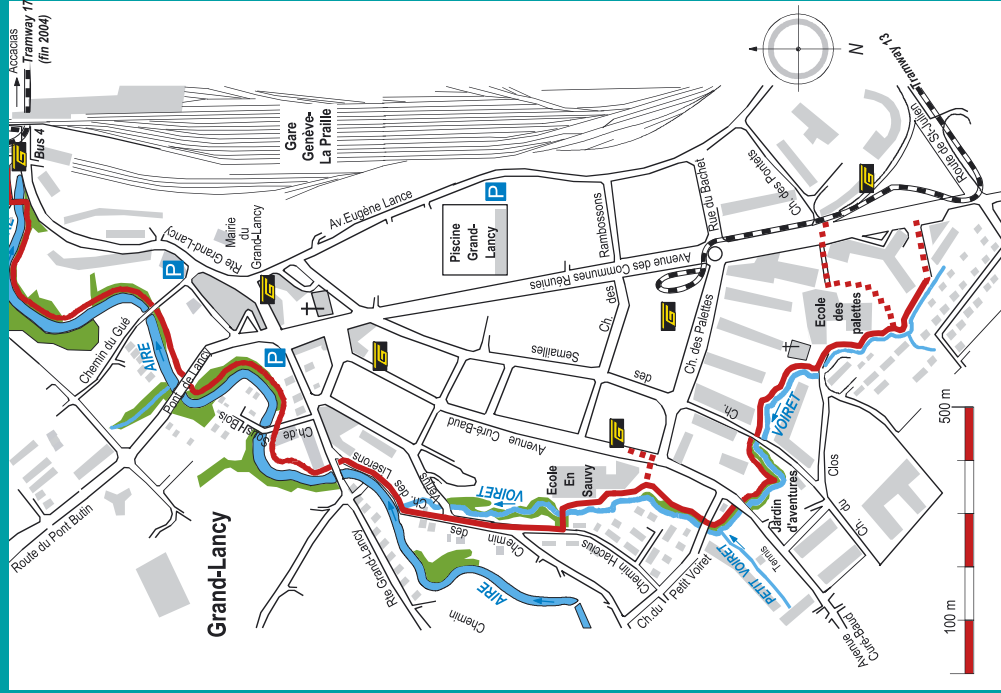 Accacias
Tramway 17
(fin 2004)
Bus 4
Gare
Genève-
La Praille
N
Tramway 13
Route de St-Julien
Ch. des Pontets
Rue du Bachet
Av.Eugène Lance
P
Piscine
Grand-
Lancy
Rambossons
Ch. des
Avenue des Communes Réunies
Rte Grand-Lancy
Mairie
du
Grand-Lancy
P
P
Chemin du Gué
AIRE
Pont de Lancy
Sous-Bois
Ch.de
Semailles
des
Ch. des Palettes
Ch.
Ecole
des
palettes
VOIRET
Avenue Curé-Baud
Ecole
En
Sauvy
VOIRET
Ch. des Liserons
Verjus
des
Chemin
Chemin Hacolus
Ch.du Petit Voiret
Jardin
d'aventures
Tennis
PETIT VOIRET
Clos
du
Ch.
Avenue
Curé-Baud
Route du Pont Butin
Grand-Lancy
Rte Grand-Lancy
Chemin
AIRE
500 m
100 m